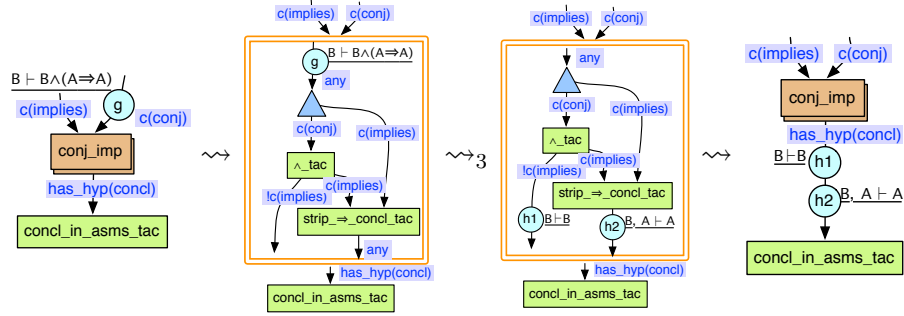 B ⊢ B∧(A⇒A)
g
c(implies)
c(conj)
conj_imp
has_hyp(concl)
concl_in_asms_tac
⇝
c(implies)
c(conj)
B ⊢ B∧(A⇒A)
g
any
c(conj)
c(implies)
∧_tac
!c(implies)
c(implies)
strip_⇒_concl_tac
any
has_hyp(concl)
concl_in_asms_tac
⇝3
c(implies)
c(conj)
any
c(conj)
c(implies)
∧_tac
!c(implies)
c(implies)
strip_⇒_concl_tac
h1 B⊢B
h2 B, A ⊢ A
has_hyp(concl)
concl_in_asms_tac
⇝
c(implies)
c(conj)
conj_imp
has_hyp(concl)
B⊢B h1
h2 B, A ⊢ A
concl_in_asms_tac